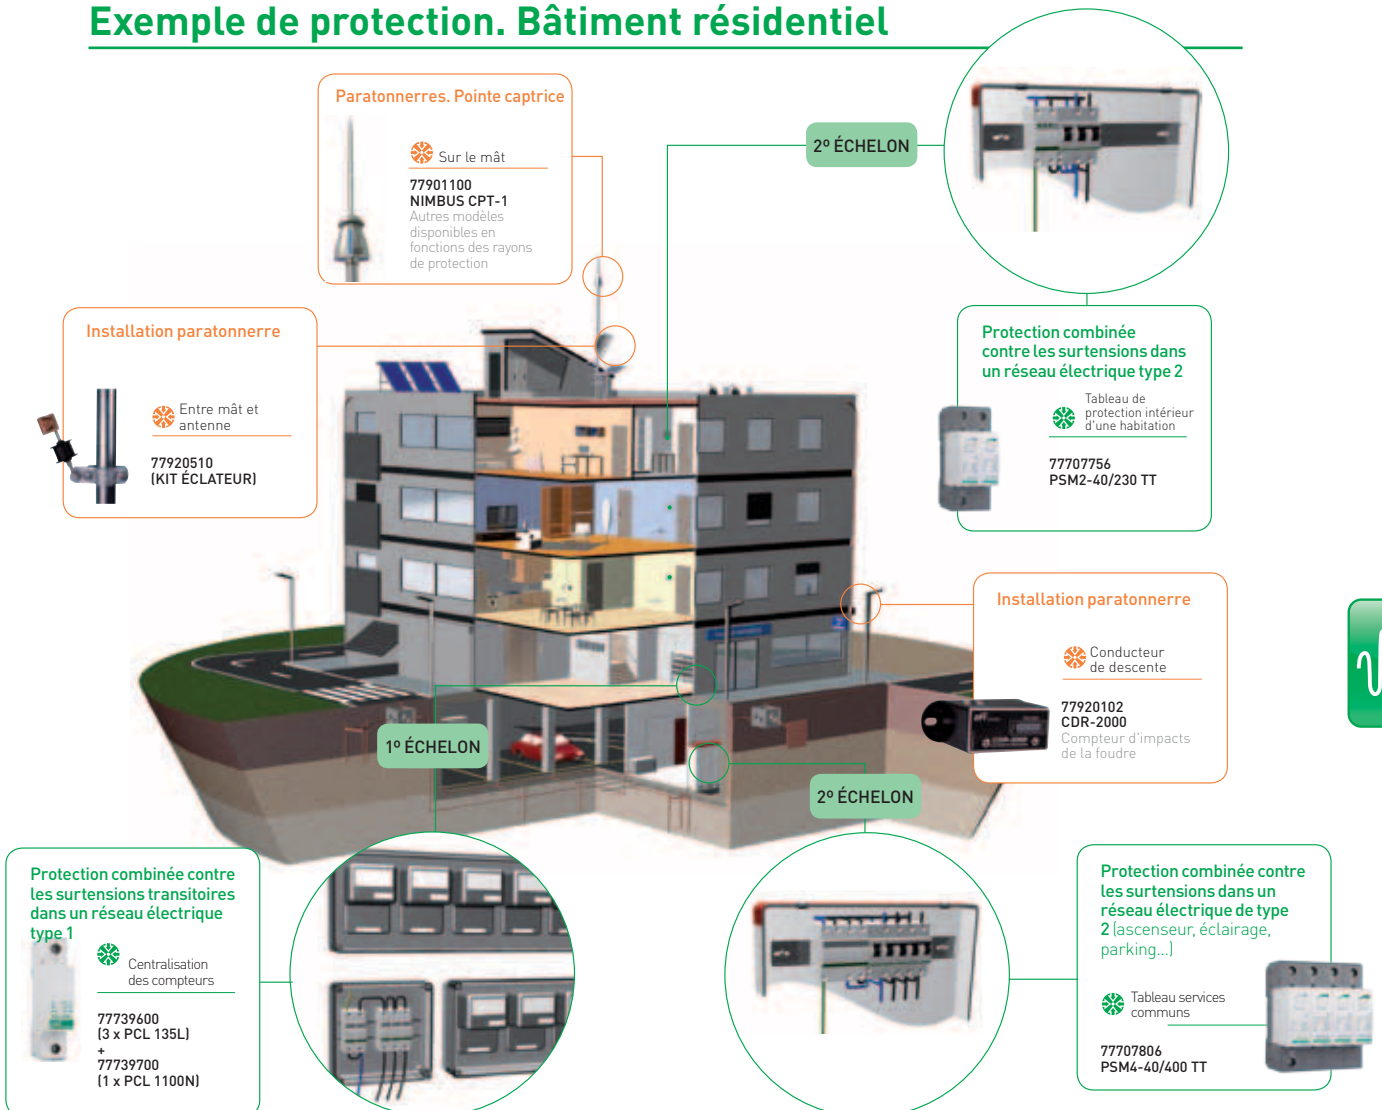 Exemple de protection. Bâtiment résidentiel
Paratonnerres. Pointe captrice
Sur le mât
77901100
NIMBUS CPT-1
Autres modèles
disponibles en
fonctions des rayons
de protection
2º ÉCHELON
Installation paratonnerre
Entre mât et
antenne
77920510
(KIT ÉCLATEUR)
Protection combinée
contre les surtensions dans
un réseau électrique type 2
Tableau de
protection intérieur
d'une habitation
77707756
PSM2-40/230 TT
Installation paratonnerre
Conducteur
de descente
77920102
CDR-2000
Compteur d'impacts
de la foudre
1º ÉCHELON
2º ÉCHELON
Protection combinée contre
les surtensions transitoires
dans un réseau électrique
type 1
Centralisation
des compteurs
77739600
(3 x PCL 135L)
+
77739700
(1 x PCL 1100N)
Protection combinée contre
les surtensions dans un
réseau électrique de type
2 (ascenseur, éclairage,
parking...)
Tableau services
communs
77707806
PSM4-40/400 TT